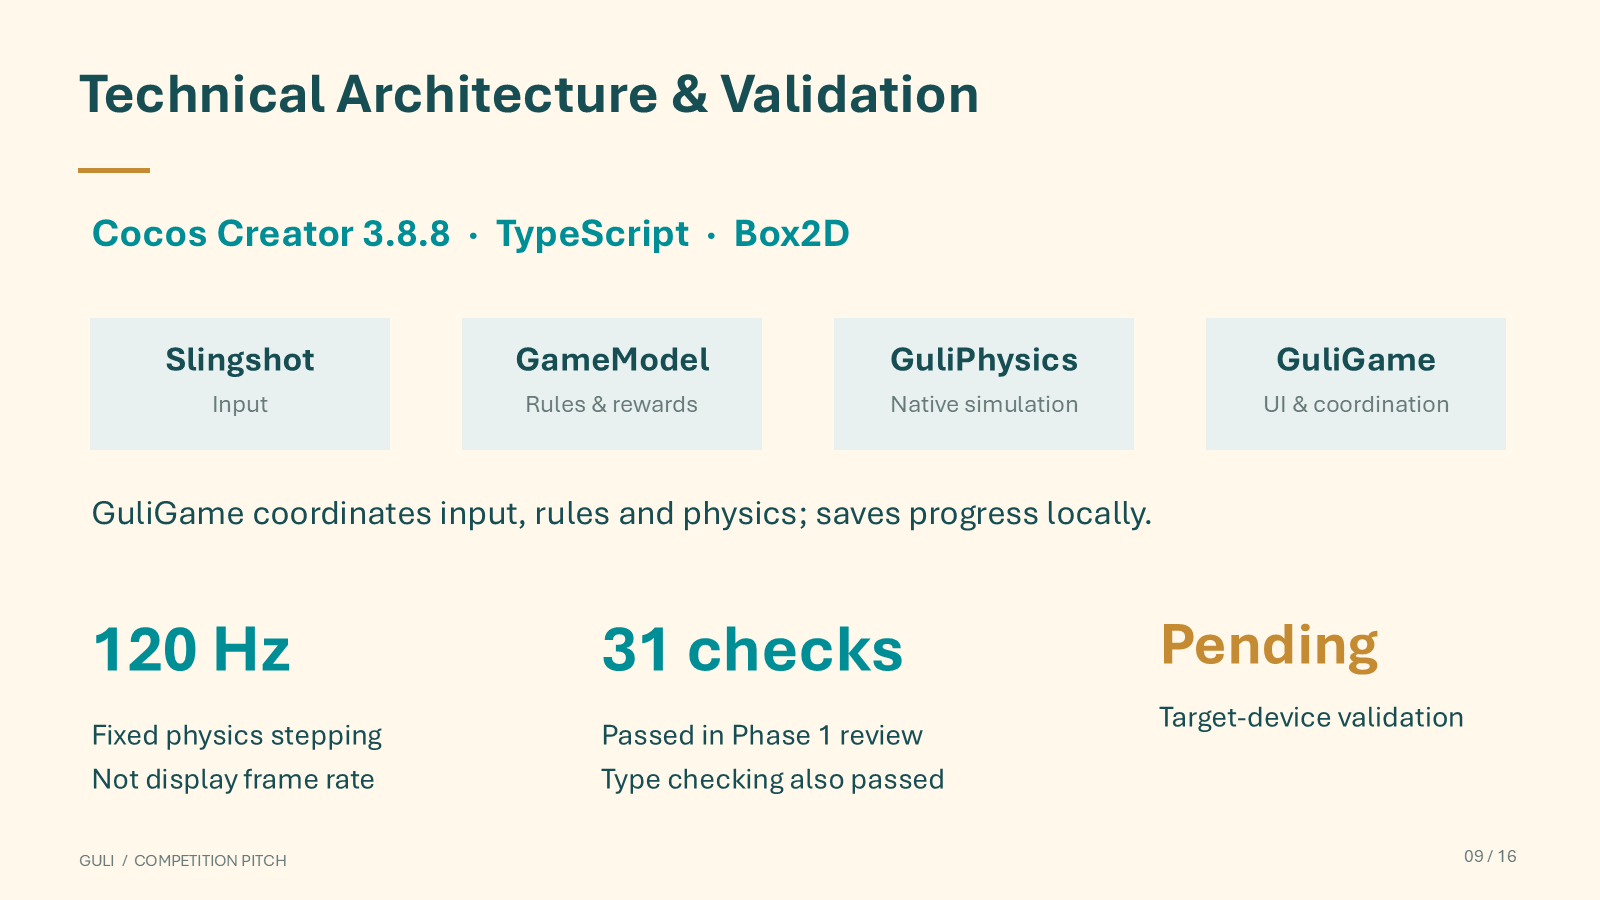 Technical Architecture & Validation
Cocos Creator 3.8.8 · TypeScript · Box2D
Slingshot
Input
GameModel
Rules & rewards
GuliPhysics
Native simulation
GuliGame
UI & coordination
GuliGame coordinates input, rules and physics; saves progress locally.
120 Hz
Fixed physics stepping
Not display frame rate
31 checks
Passed in Phase 1 review
Type checking also passed
Pending
Target-device validation
GULI / COMPETITION PITCH
09 / 16